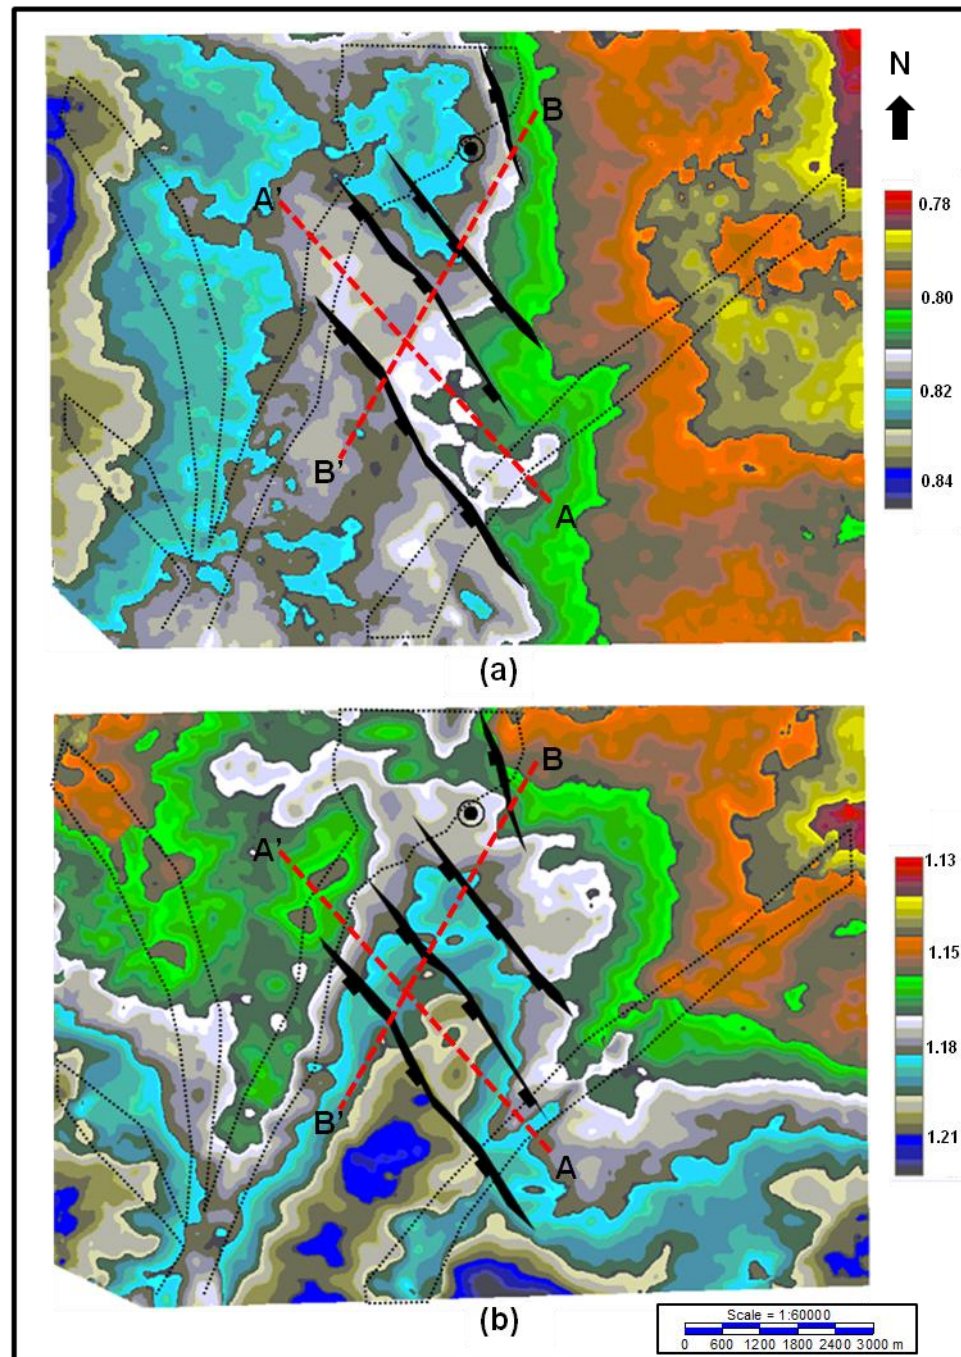 N
B
A'
0.78
0.80
0.82
0.84
B'
A
(a)
B
A'
1.13
1.15
1.18
1.21
B'
A
(b)
Scale = 1:60000
0 600 1200 1800 2400 3000 m